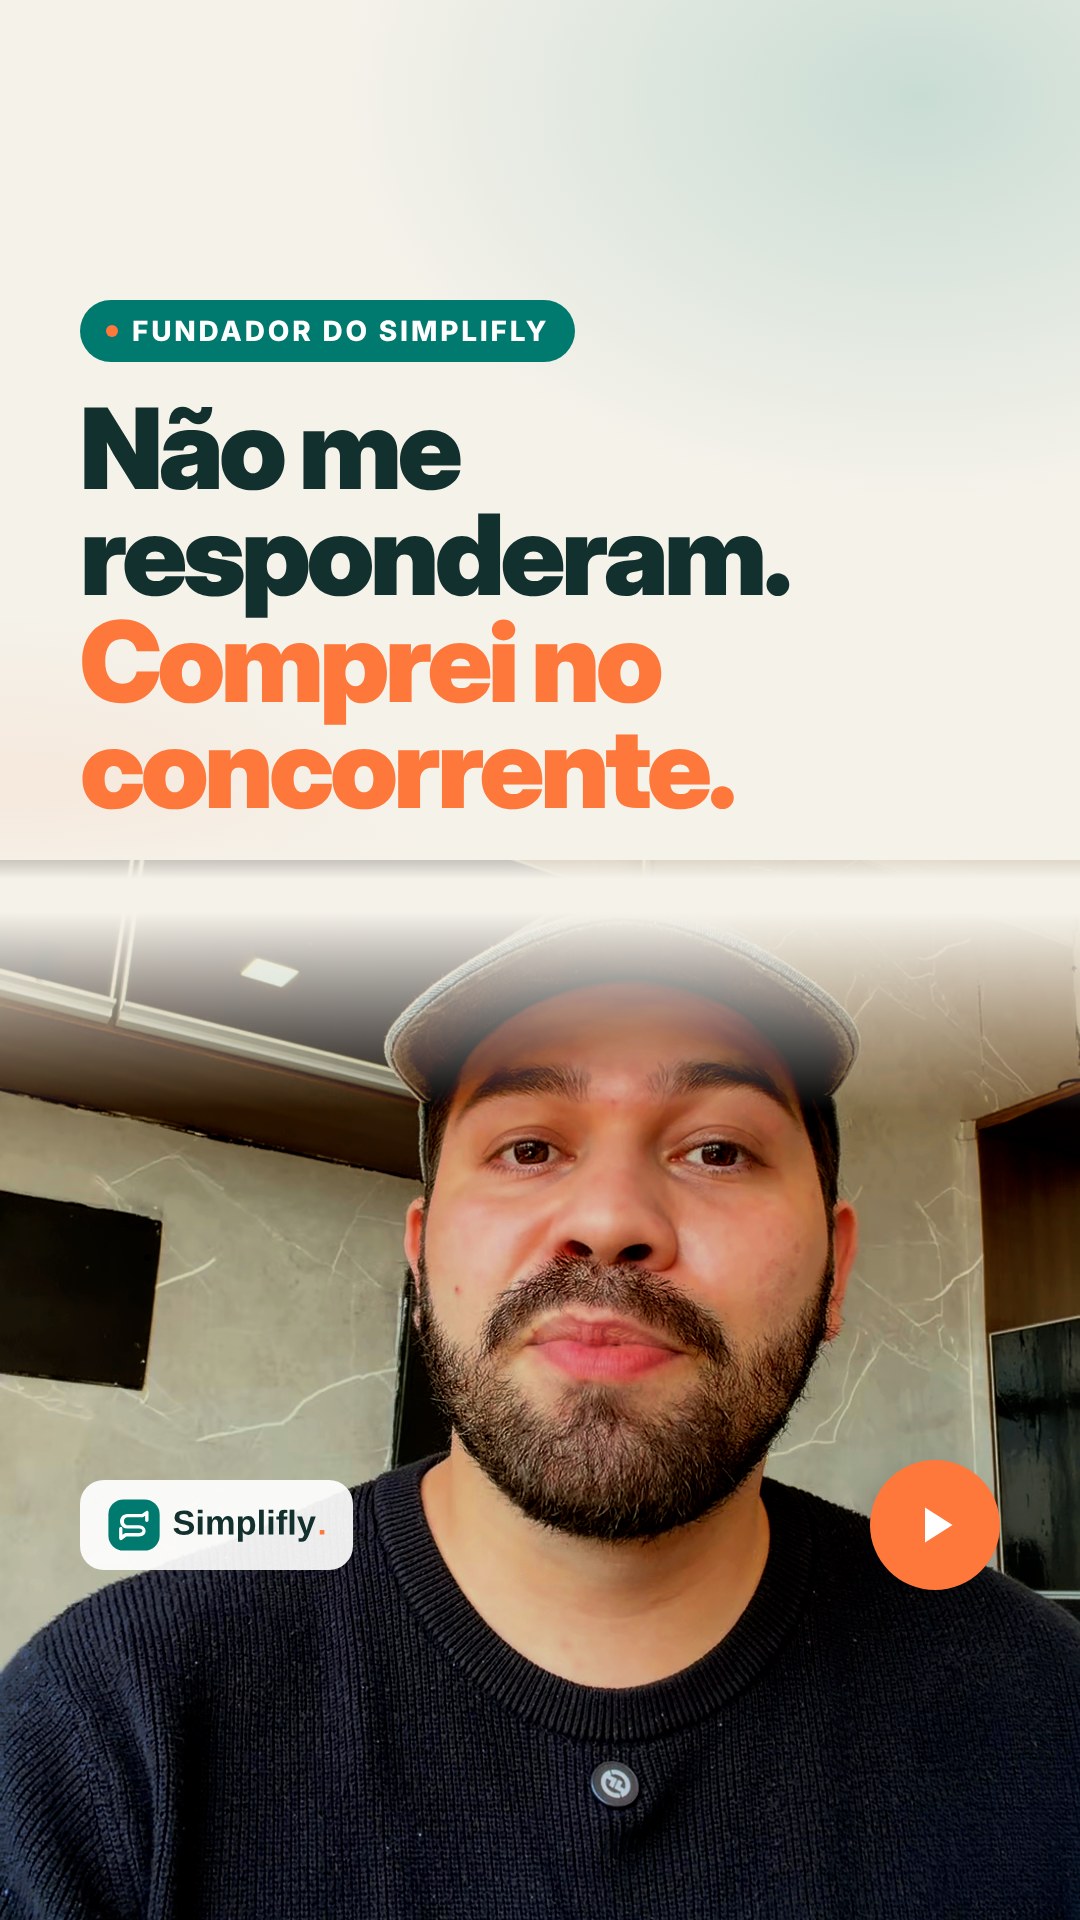 FUNDADOR DO SIMPLIFLY
Não me
responderam.
Comprei no
concorrente.
Simplifly.